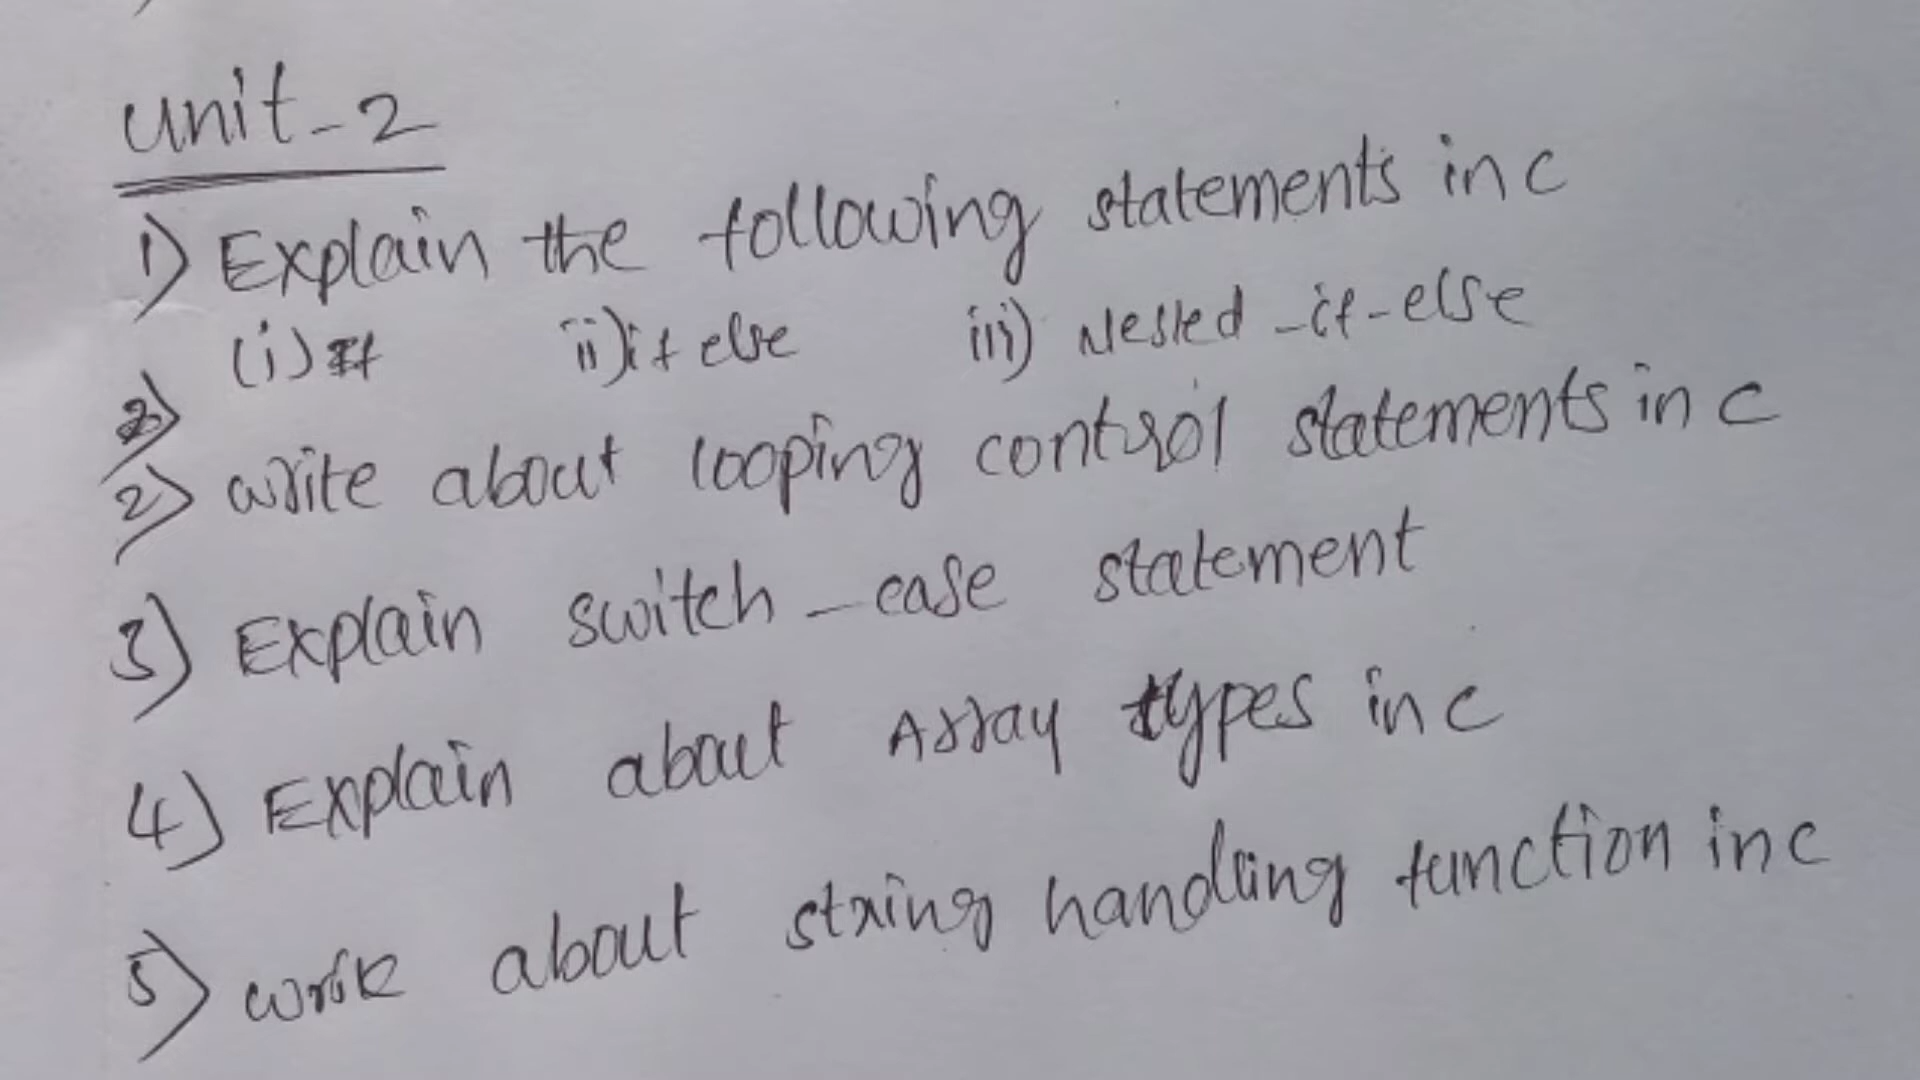 unit-2
1) Explain the following statements in c
(i) If ii) if else iii) Nested -if-else
2)
2) write about looping control statements in c
3) Explain switch - case statement
4) Explain about Array types in c
5) write about string handling function in c